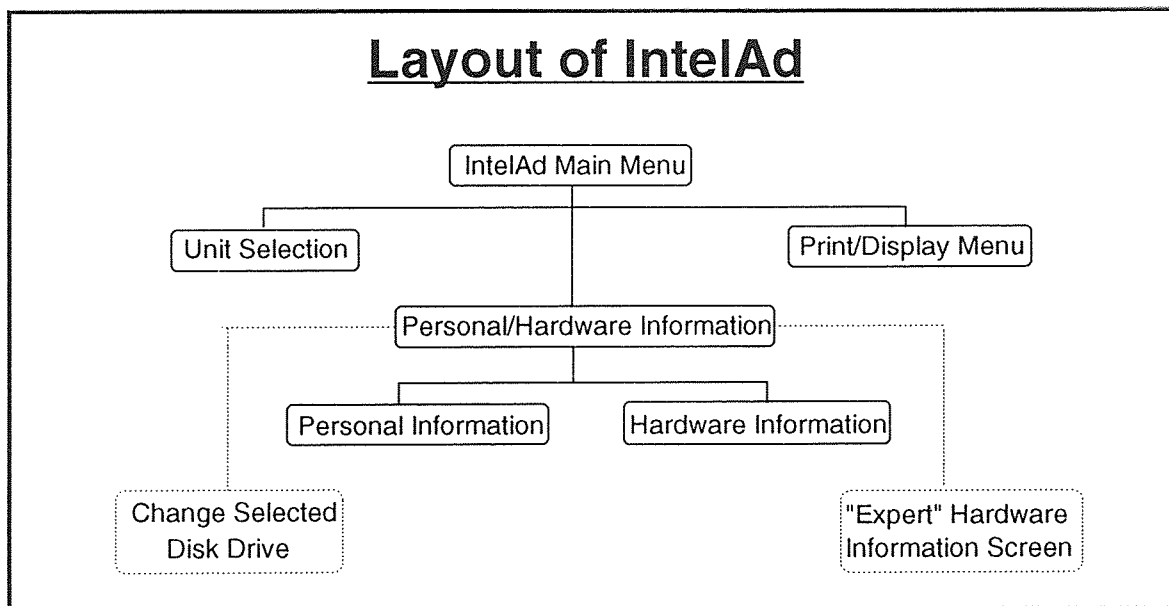 Layout of IntelAd
IntelAd Main Menu
Unit Selection
Print/Display Menu
Personal/Hardware Information
Personal Information
Hardware Information
Change Selected
Disk Drive
"Expert" Hardware
Information Screen